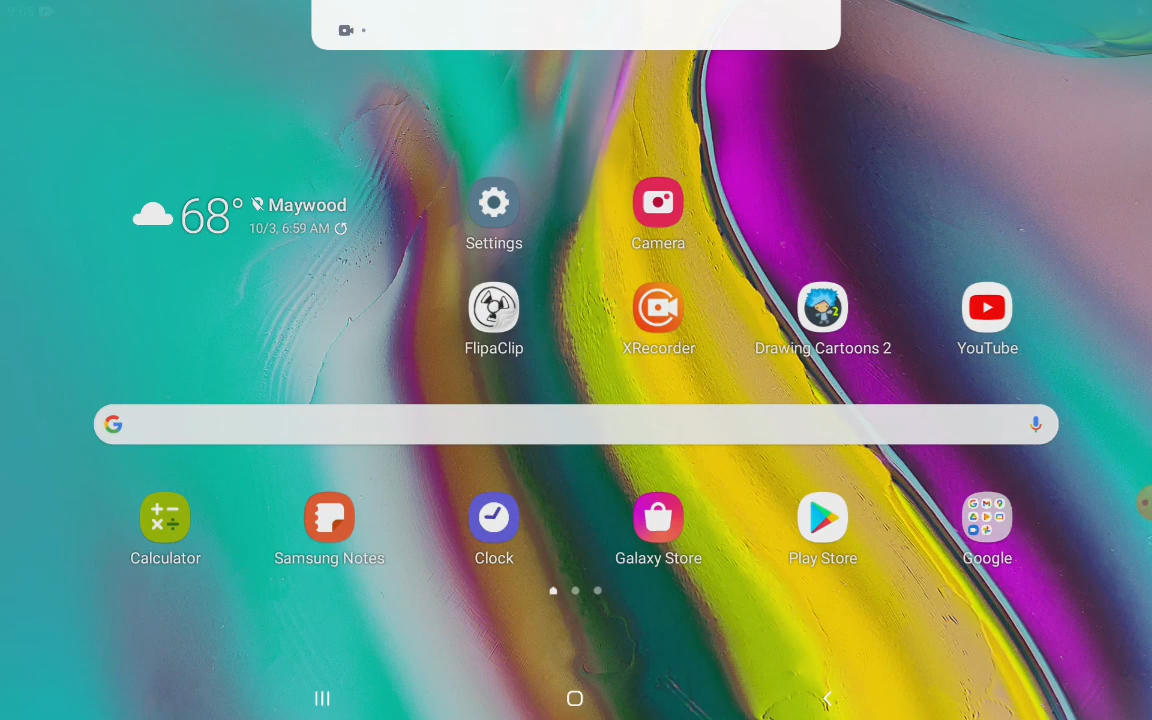 68° Maywood
10/3, 6:59 AM
Settings
Camera
FlipaClip
XRecorder
Drawing Cartoons 2
YouTube
Calculator
Samsung Notes
Clock
Galaxy Store
Play Store
Google